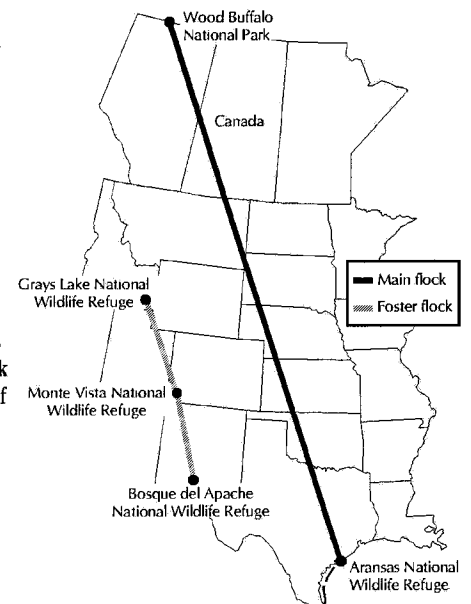 Wood Buffalo
National Park
Canada
Main flock
Foster flock
Grays Lake National
Wildlife Refuge
k
f
Monte Vista National
Wildlife Refuge
Bosque del Apache
National Wildlife Refuge
Aransas National
Wildlife Refuge